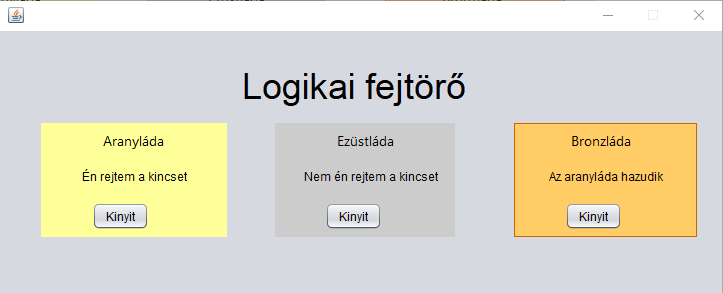 Logikai fejtörő
Aranyláda
Én rejtem a kincset
Kinyit
Ezüstláda
Nem én rejtem a kincset
Kinyit
Bronzláda
Az aranyláda hazudik
Kinyit